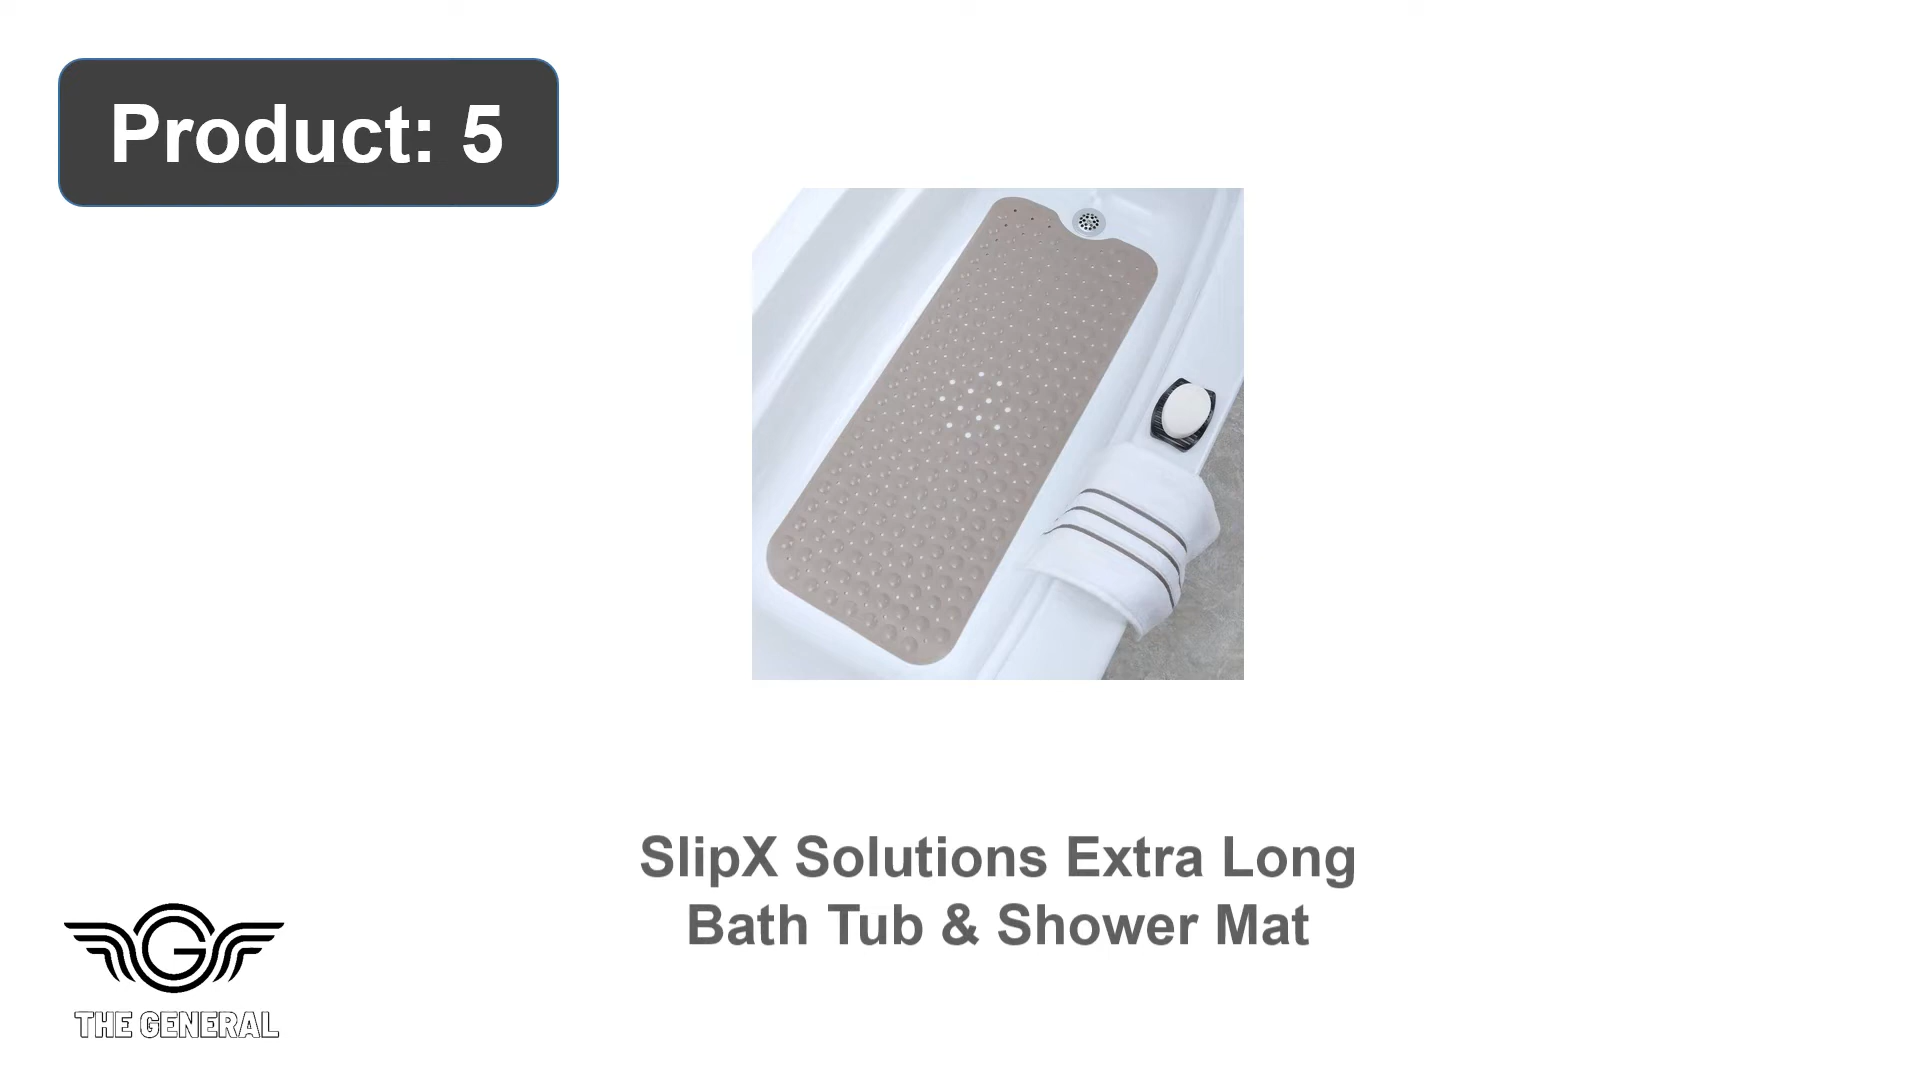 Product: 5
SlipX Solutions Extra Long
Bath Tub & Shower Mat
G
THE GENERAL